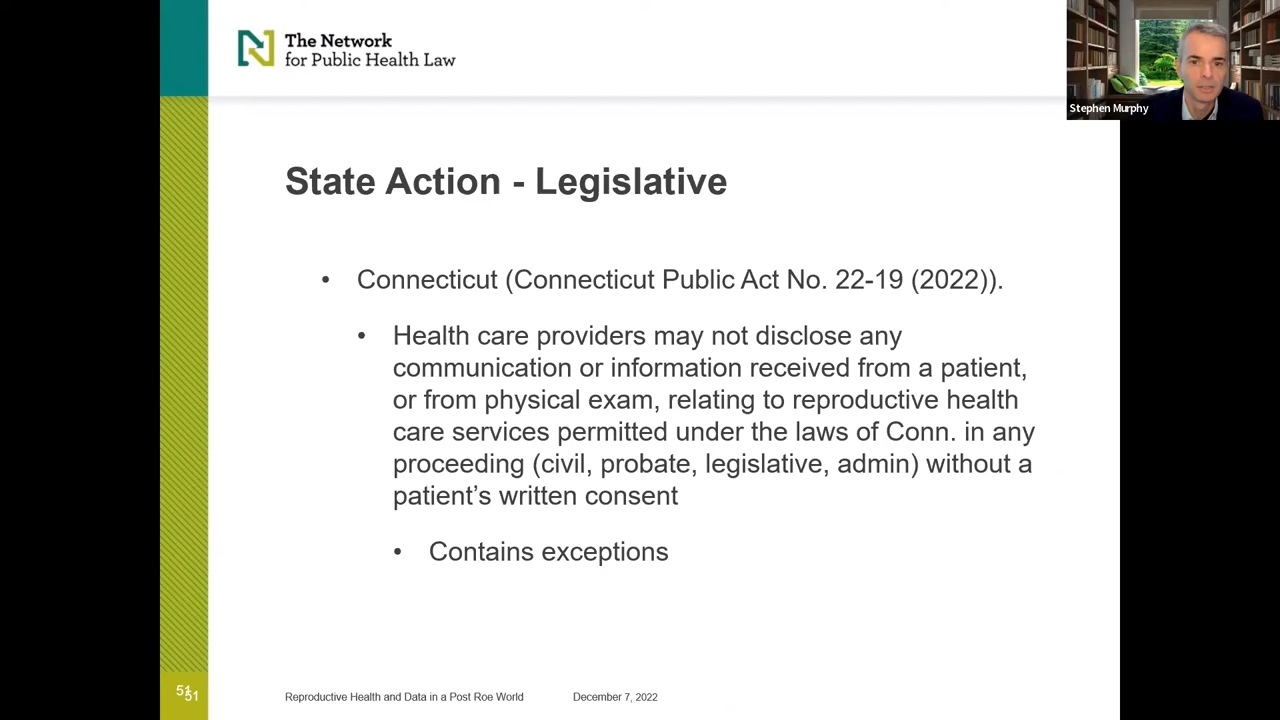 The Network
for Public Health Law
Stephen Murphy
State Action - Legislative
• Connecticut (Connecticut Public Act No. 22-19 (2022)).
• Health care providers may not disclose any
communication or information received from a patient,
or from physical exam, relating to reproductive health
care services permitted under the laws of Conn. in any
proceeding (civil, probate, legislative, admin) without a
patient’s written consent
• Contains exceptions
51
51
Reproductive Health and Data in a Post Roe World
December 7, 2022